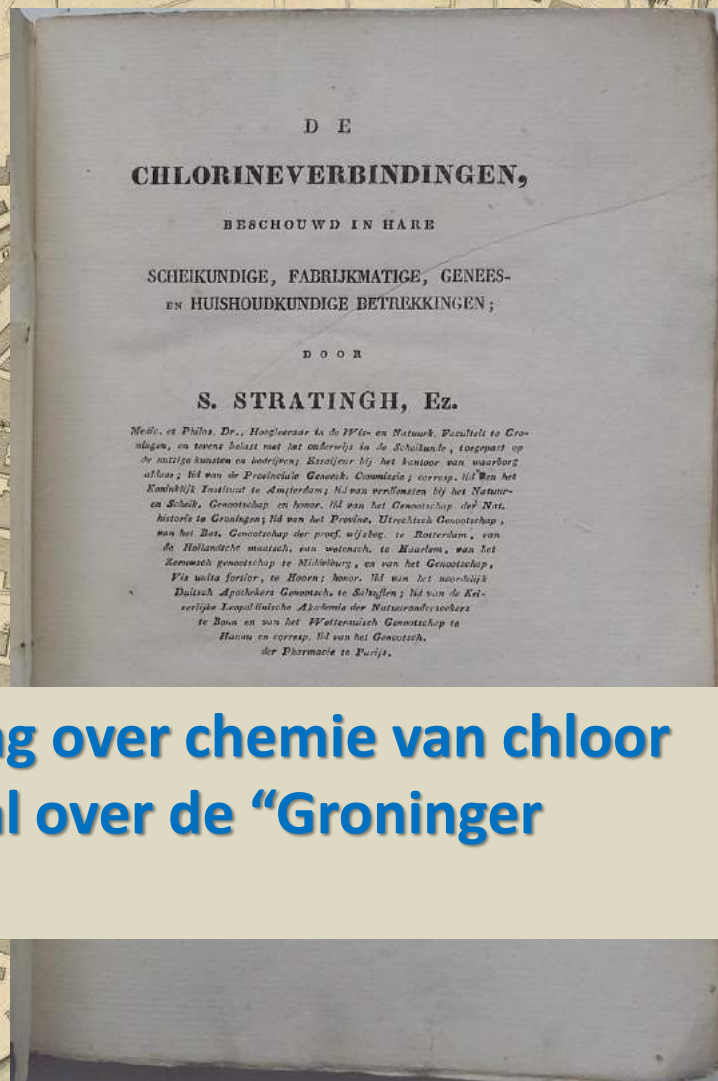 D E
CHLORINEVERBINDINGEN,
BESCHOUWD IN HARE
SCHEIKUNDIGE, FABRIJKMATIGE, GENEES-
EN HUISHOUDKUNDIGE BETREKKINGEN;
D O O R
S. STRATINGH, Ez.
Medic. et Philos. Dr., Hoogleeraar in de Wis- en Natuurk. Faculteit te Gro-
ningen, en tevens belast met het onderwijs in de Scheikunde, toegepast op
de nuttige kunsten en bedrijven; Essaijeur bij het kantoor van waarborg
aldaar; lid van de Provinciale Geneesk. Commissie; corresp. lid van het
Koninklijk Instituut te Amsterdam; lid van verdiensten bij het Natuur-
en Scheik. Genootschap en honor. lid van het Genootschap der Nat.
historie te Groningen; lid van het Provinc. Utrechtsch Genootschap,
van het Bat. Genootschap der proef. wijsbeg. te Rotterdam, van
de Hollandsche maatsch. van wetensch. te Haarlem, van het
Zeeuwsch genootschap te Middelburg, en van het Genootschap,
Vis unita fortior, te Hoorn; honor. lid van het noordelijk
Duitsch Apothekers Genootsch. te Salzuflen; lid van de Kei-
serlijke Leopoldinische Akademie der Natuuronderzoekers
te Bonn en van het Wetterauisch Genootschap te
Hanau en corresp. lid van het Genootsch.
der Pharmacie te Parijs.
ng over chemie van chloor
al over de “Groninger